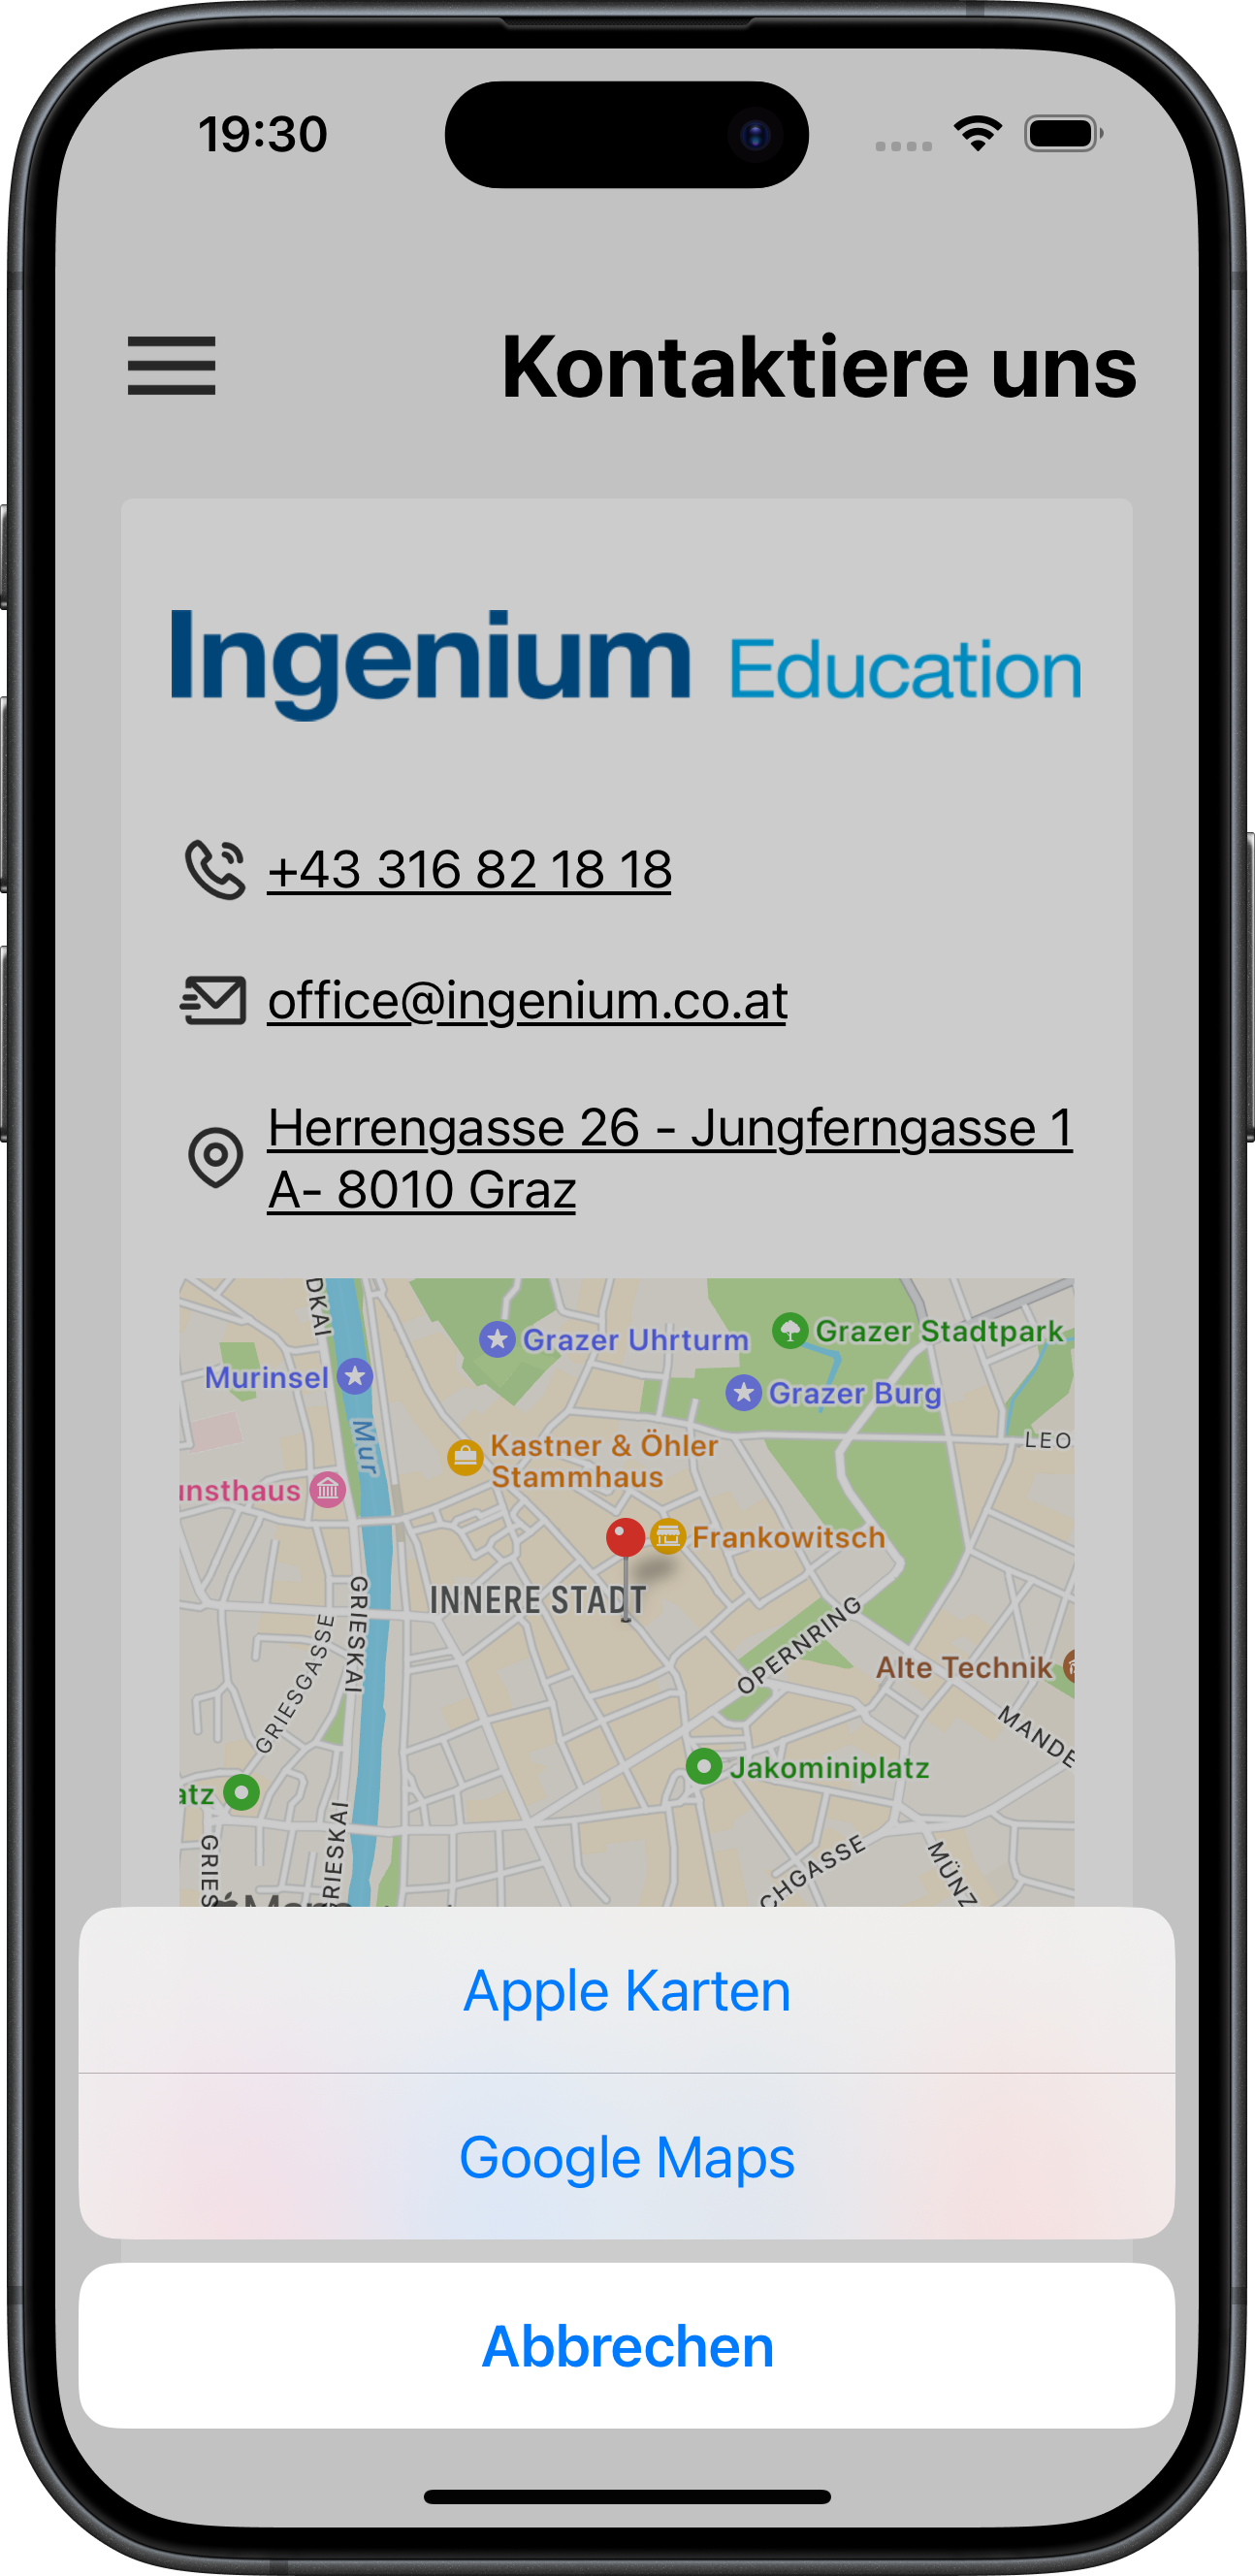 19:30
Kontaktiere uns
Ingenium Education
+43 316 82 18 18
office@ingenium.co.at
Herrengasse 26 - Jungferngasse 1
A- 8010 Graz
DKAI
Grazer Uhrturm
Grazer Stadtpark
Murinsel
Grazer Burg
Mur
Kastner & Öhler
Stammhaus
LEO
unsthaus
Frankowitsch
INNERE STADT
GRIESKAI
GRIESGASSE
OPERNRING
Alte Technik
MANDE
Jakominiplatz
atz
GRIES
RIESKAI
CHGASSE
MÜNZ
Maps
Apple Karten
Google Maps
Abbrechen